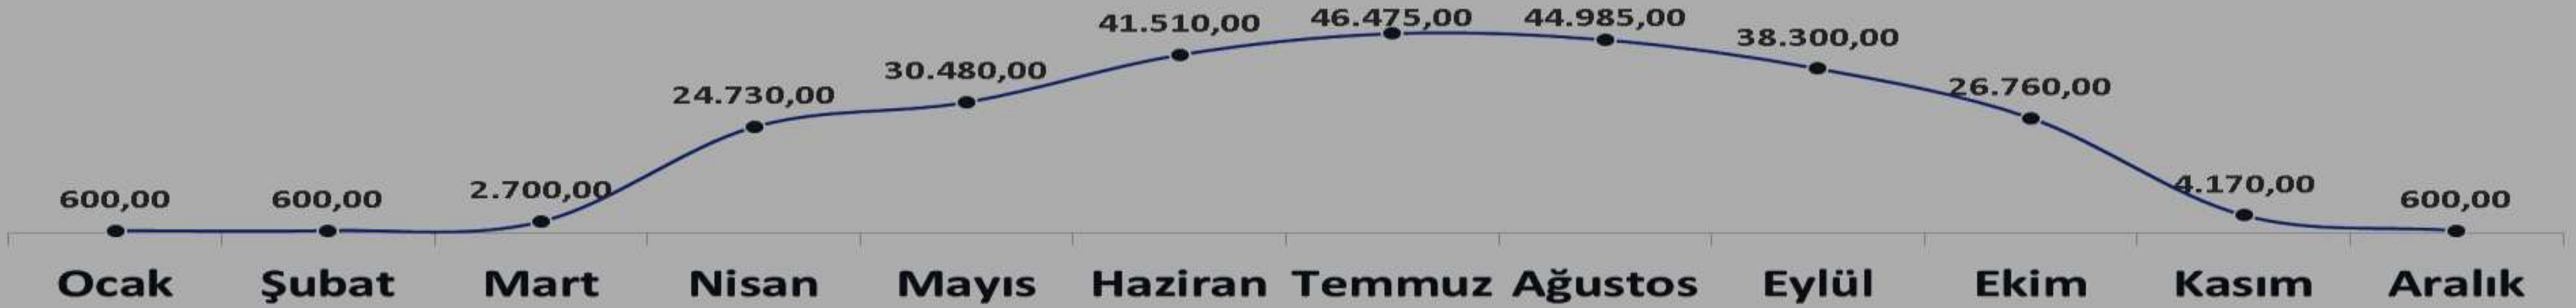 600,00 600,00 2.700,00 24.730,00 30.480,00 41.510,00 46.475,00 44.985,00 38.300,00 26.760,00 4.170,00 600,00
Ocak Şubat Mart Nisan Mayıs Haziran Temmuz Ağustos Eylül Ekim Kasım Aralık